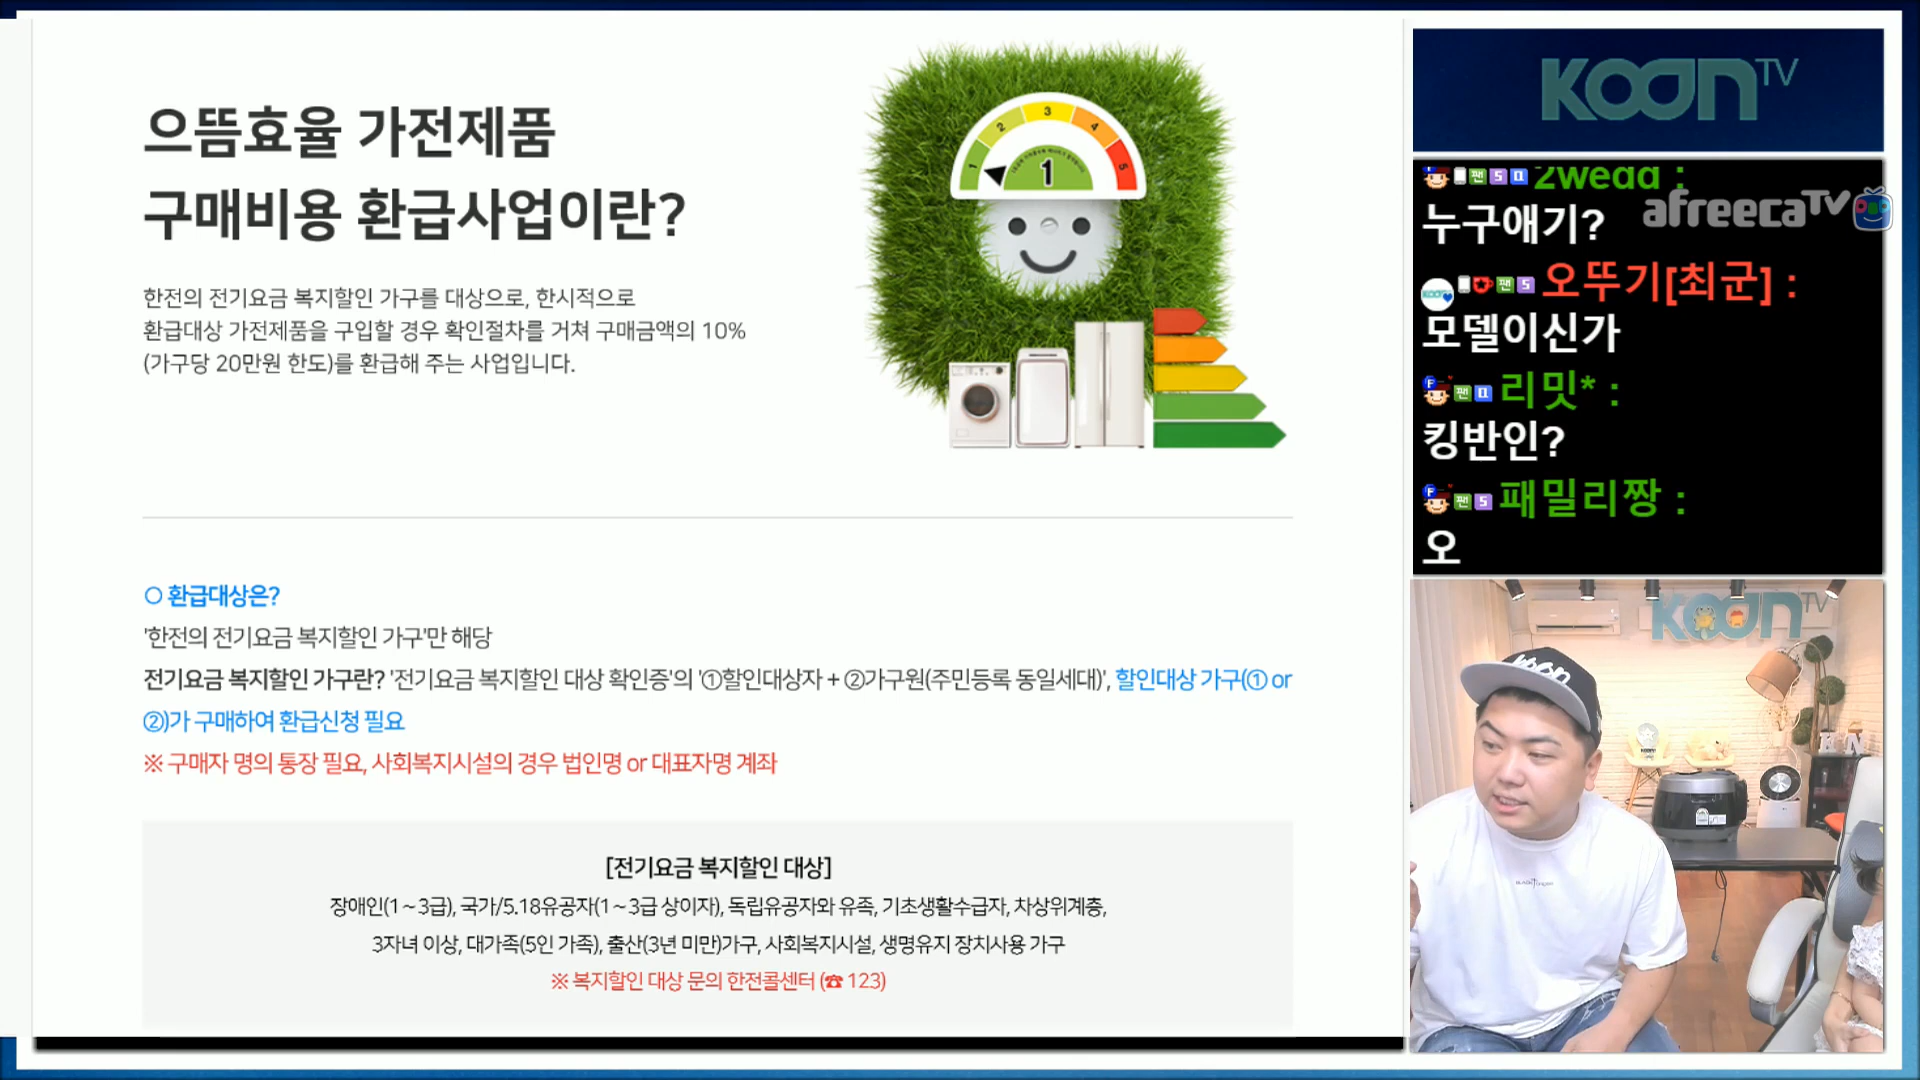 으뜸효율 가전제품
구매비용 환급사업이란?
한전의 전기요금 복지할인 가구를 대상으로, 한시적으로
환급대상 가전제품을 구입할 경우 확인절차를 거쳐 구매금액의 10%
(가구당 20만원 한도)를 환급해 주는 사업입니다.
1
2
3
4
5
1
○ 환급대상은?
'한전의 전기요금 복지할인 가구'만 해당
전기요금 복지할인 가구란? '전기요금 복지할인 대상 확인증'의 '①할인대상자 + ②가구원(주민등록 동일세대)', 할인대상 가구(① or
②)가 구매하여 환급신청 필요
※ 구매자 명의 통장 필요, 사회복지시설의 경우 법인명 or 대표자명 계좌
[전기요금 복지할인 대상]
장애인(1~3급), 국가/5.18유공자(1~3급 상이자), 독립유공자와 유족, 기초생활수급자, 차상위계층,
3자녀 이상, 대가족(5인 가족), 출산(3년 미만)가구, 사회복지시설, 생명유지 장치사용 가구
※ 복지할인 대상 문의 한전콜센터 (☎ 123)
KOON TV
팬 S 2wedd :
afreecaTV
누구얘기?
팬 S 오뚜기[최군] :
모델이신가
F 팬 리밋* :
킹반인?
F 팬 S 패밀리짱 :
오
KOON TV
KOON